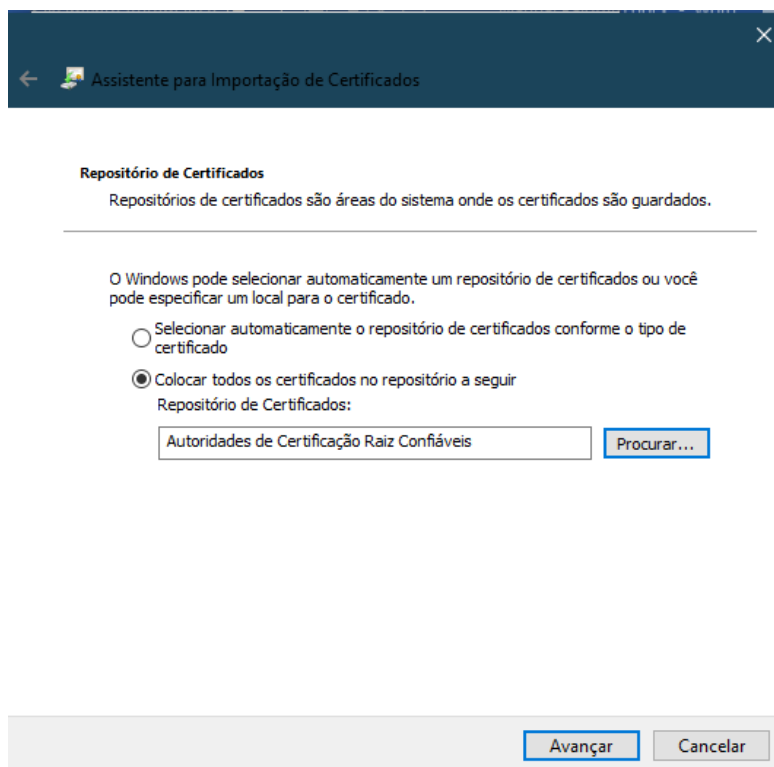 Assistente para Importação de Certificados
Repositório de Certificados
Repositórios de certificados são áreas do sistema onde os certificados são guardados.
O Windows pode selecionar automaticamente um repositório de certificados ou você
pode especificar um local para o certificado.
Selecionar automaticamente o repositório de certificados conforme o tipo de
certificado
Colocar todos os certificados no repositório a seguir
Repositório de Certificados:
Autoridades de Certificação Raiz Confiáveis
Procurar...
Avançar
Cancelar